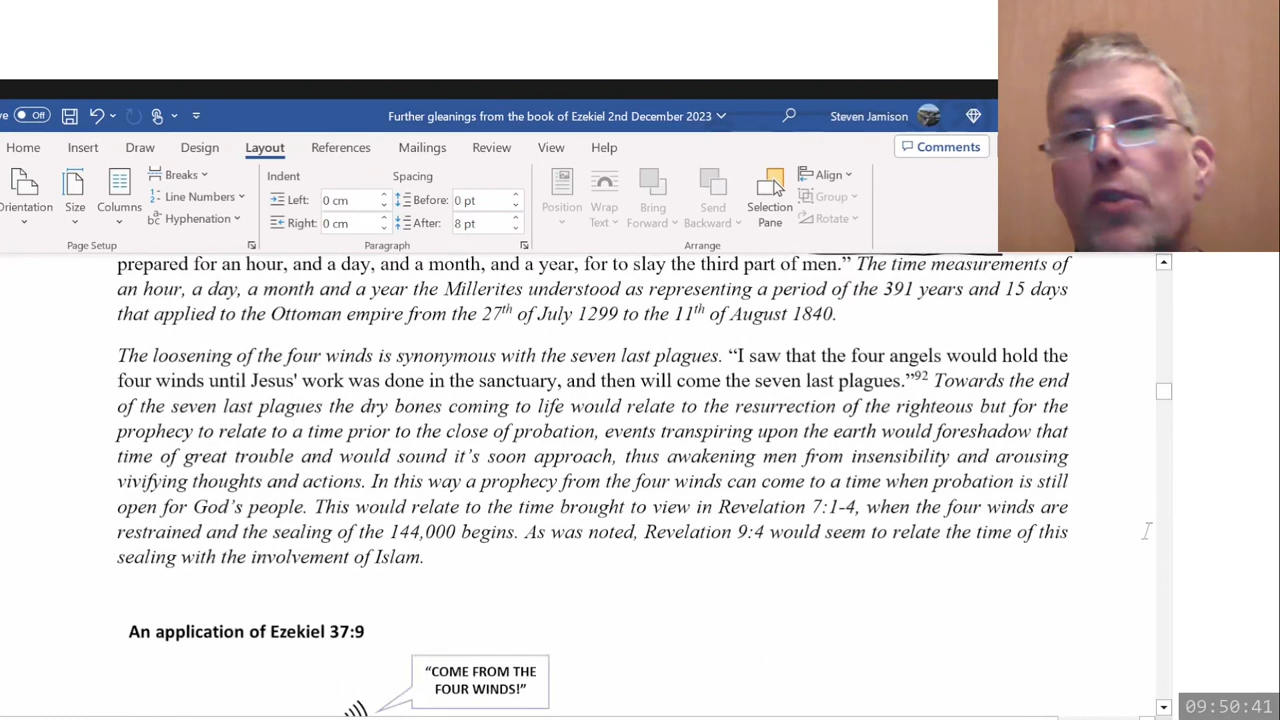 ve Off Further gleanings from the book of Ezekiel 2nd December 2023 Steven Jamison
Home Insert Draw Design Layout References Mailings Review View Help Comments
Orientation Size Columns Breaks Line Numbers Hyphenation
Page Setup
Indent Spacing
Left: 0 cm Before: 0 pt
Right: 0 cm After: 8 pt
Paragraph
Position Wrap Text Bring Forward Send Backward Selection Pane Align Group Rotate
Arrange
prepared for an hour, and a day, and a month, and a year, for to slay the third part of men.” The time measurements of
an hour, a day, a month and a year the Millerites understood as representing a period of the 391 years and 15 days
that applied to the Ottoman empire from the 27th of July 1299 to the 11th of August 1840.
The loosening of the four winds is synonymous with the seven last plagues. “I saw that the four angels would hold the
four winds until Jesus' work was done in the sanctuary, and then will come the seven last plagues.”92 Towards the end
of the seven last plagues the dry bones coming to life would relate to the resurrection of the righteous but for the
prophecy to relate to a time prior to the close of probation, events transpiring upon the earth would foreshadow that
time of great trouble and would sound it’s soon approach, thus awakening men from insensibility and arousing
vivifying thoughts and actions. In this way a prophecy from the four winds can come to a time when probation is still
open for God’s people. This would relate to the time brought to view in Revelation 7:1-4, when the four winds are
restrained and the sealing of the 144,000 begins. As was noted, Revelation 9:4 would seem to relate the time of this
sealing with the involvement of Islam.
An application of Ezekiel 37:9
“COME FROM THE
FOUR WINDS!”
09:50:41